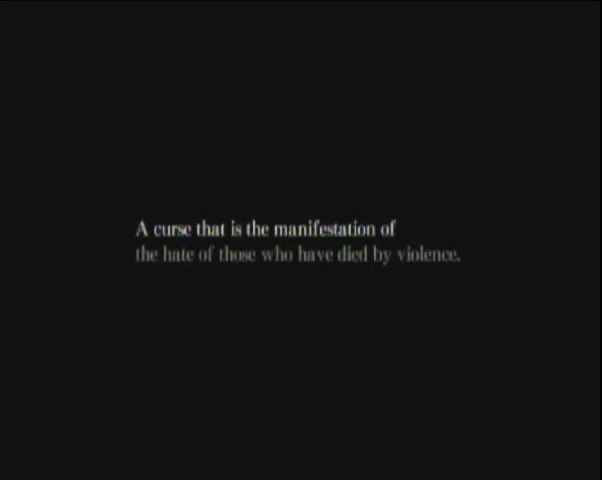 A curse that is the manifestation of
the hate of those who have died by violence.